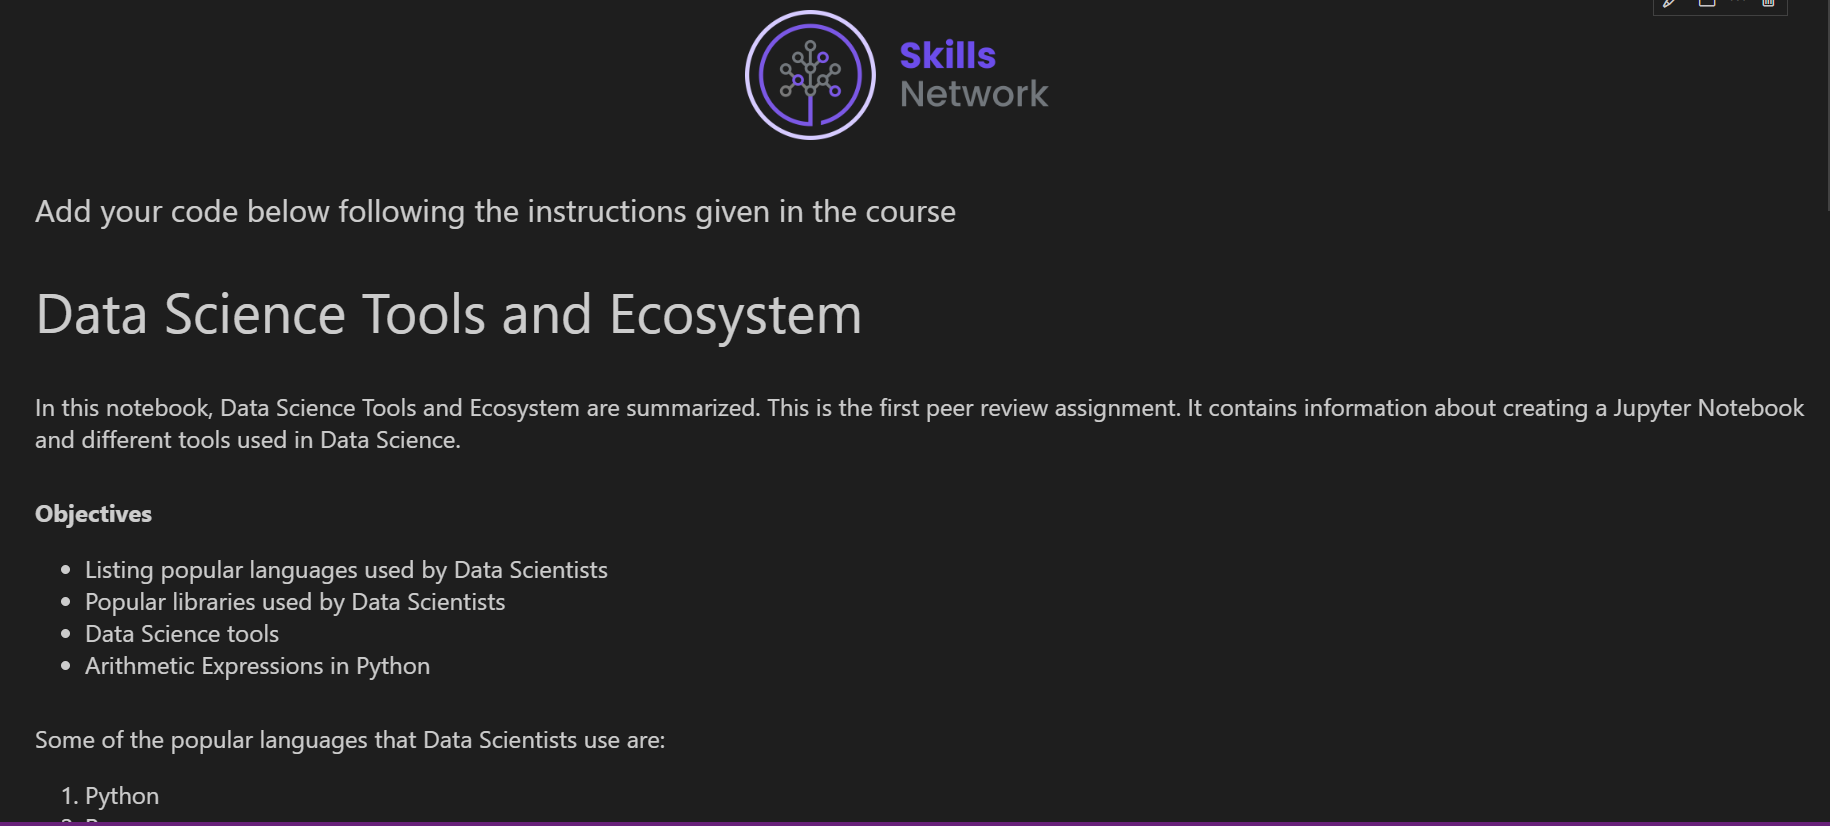 Skills
Network
Add your code below following the instructions given in the course
Data Science Tools and Ecosystem
In this notebook, Data Science Tools and Ecosystem are summarized. This is the first peer review assignment. It contains information about creating a Jupyter Notebook
and different tools used in Data Science.
Objectives
• Listing popular languages used by Data Scientists
• Popular libraries used by Data Scientists
• Data Science tools
• Arithmetic Expressions in Python
Some of the popular languages that Data Scientists use are:
1. Python